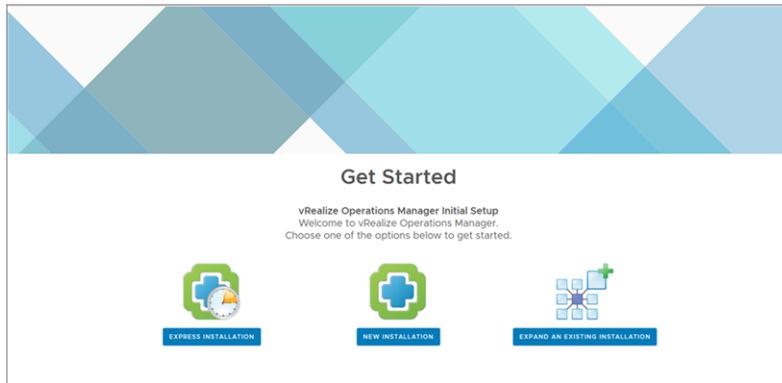 Get Started
vRealize Operations Manager Initial Setup
Welcome to vRealize Operations Manager.
Choose one of the options below to get started.
EXPRESS INSTALLATION
NEW INSTALLATION
EXPAND AN EXISTING INSTALLATION